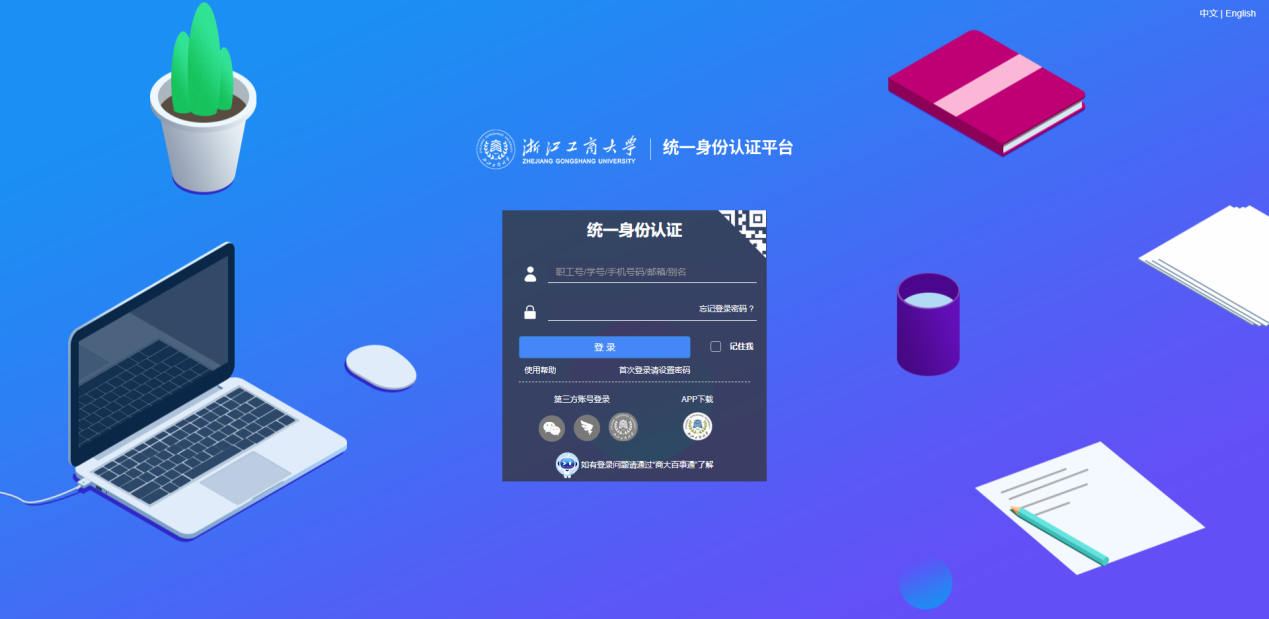 中文 | English
浙江工商大学
ZHEJIANG GONGSHANG UNIVERSITY
统一身份认证平台
统一身份认证
职工号/学号/手机号码/邮箱/别名
忘记登录密码？
登 录
记住我
使用帮助
首次登录请设置密码
第三方账号登录
APP下载
如有登录问题请通过“商大百事通”了解